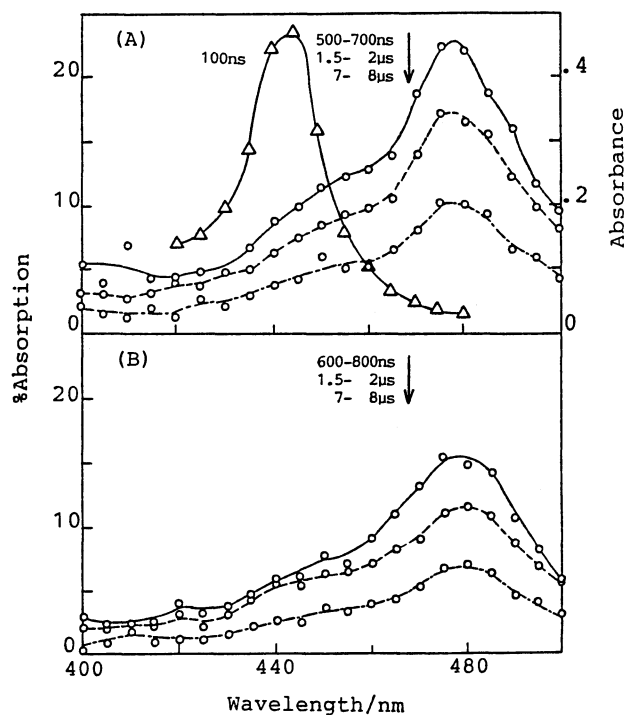 (A)
100ns
500-700ns
1.5- 2µs
7- 8µs
20
10
0
.4
.2
0
Absorbance
%Absorption
(B)
600-800ns
1.5- 2µs
7- 8µs
20
10
0
400
440
480
Wavelength/nm